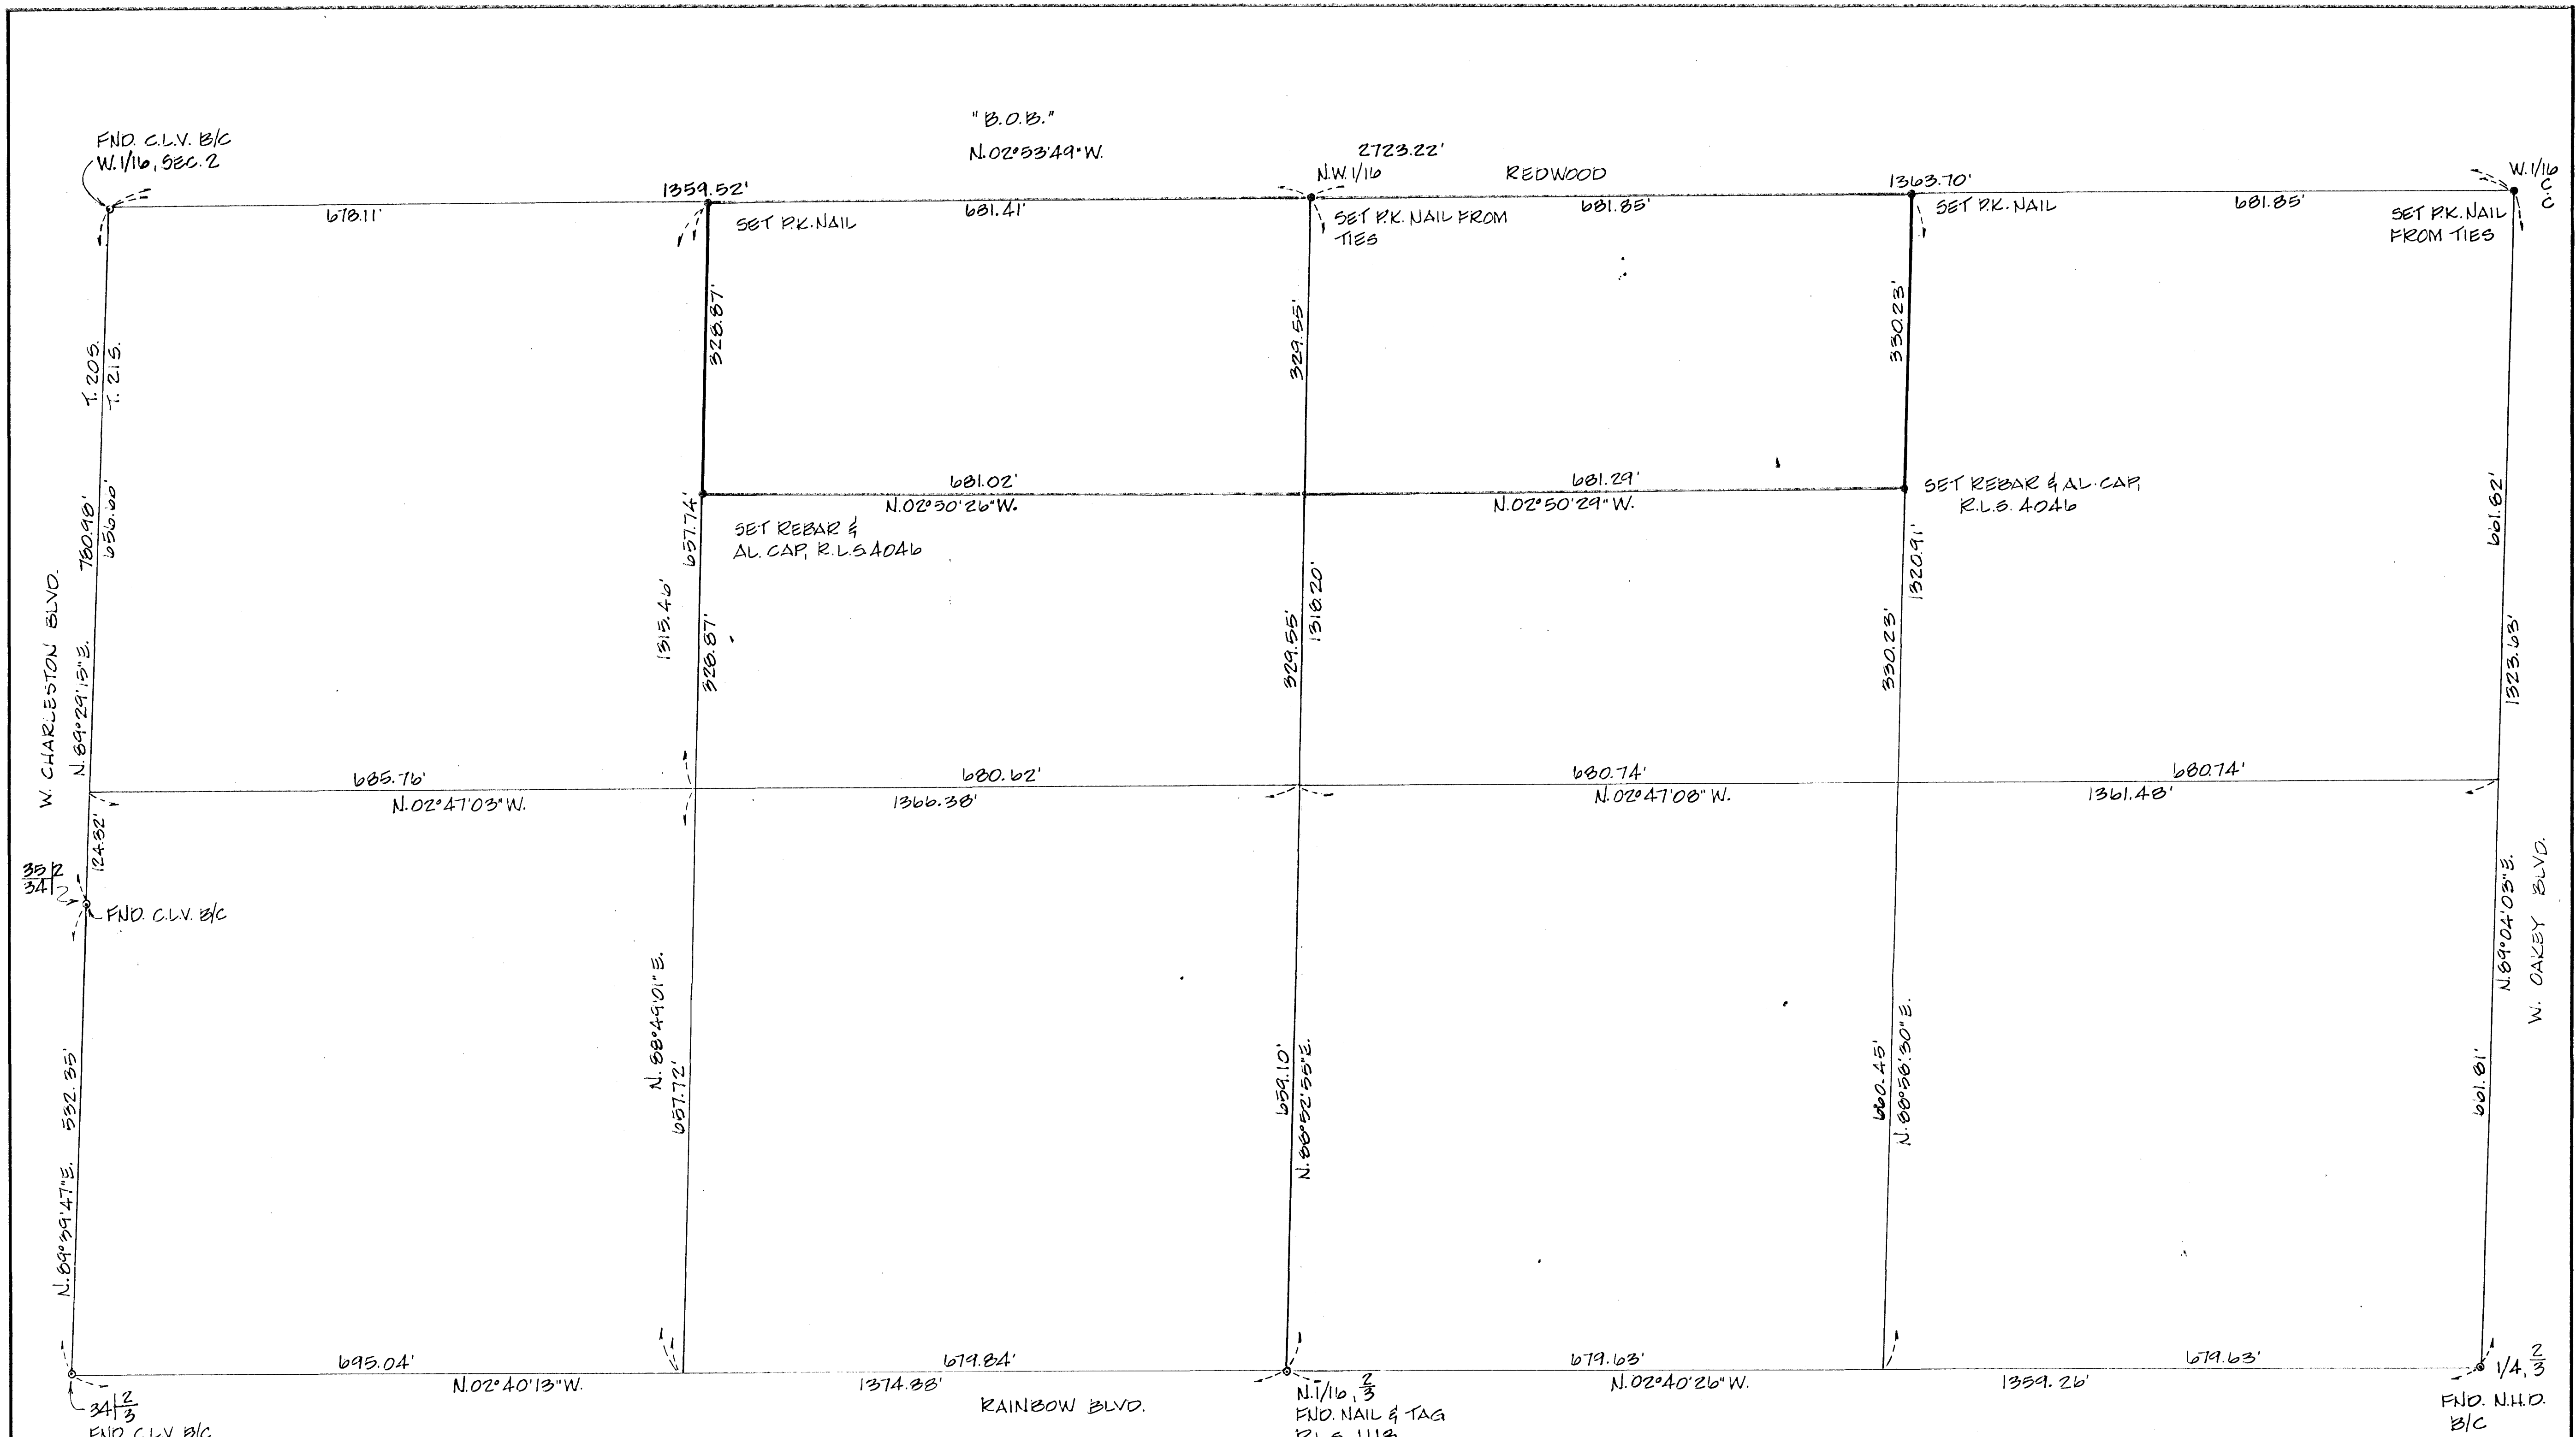 "B.O.B."
N.02°53'49"W.
2723.22'
FND. C.L.V. B/C
W.1/16, SEC. 2
1359.52'
N.W. 1/16
REDWOOD
1363.70'
W.1/16
C
C
678.11'
681.41'
681.85'
681.85'
SET P.K. NAIL
SET P.K. NAIL FROM
TIES
SET P.K. NAIL
SET P.K. NAIL
FROM TIES
328.87'
329.55'
330.23'
T. 20S.
T. 21S.
681.02'
N.02°50'26"W.
681.29'
N.02°50'29"W.
SET REBAR &
AL. CAP, R.L.S. 4046
SET REBAR & AL. CAP,
R.L.S. 4046
W. CHARLESTON BLVD.
N.89°29'15"E. 780.98'
656.66'
657.74'
1315.46'
328.87'
329.55'
1318.20'
330.23'
1320.91'
661.82'
1323.63'
685.76'
N.02°47'03"W.
680.62'
1366.38'
680.74'
N.02°47'08"W.
680.74'
1361.48'
124.32'
35 2
34 2
FND. C.L.V. B/C
N.89°39'47"E. 532.35'
N.88°49'01"E.
657.72'
659.10'
N.88°52'55"E.
660.45'
N.88°56'30"E.
N.89°04'03"E.
661.81'
W. OAKEY BLVD.
695.04'
N.02°40'13"W.
679.84'
1374.88'
679.63'
N.02°40'26"W.
679.63'
1359.26'
RAINBOW BLVD.
34 2/3
FND. C.L.V. B/C
N.1/16, 2/3
FND. NAIL & TAG
R.L.S. 1118
1/4, 2/3
FND. N.H.D.
B/C